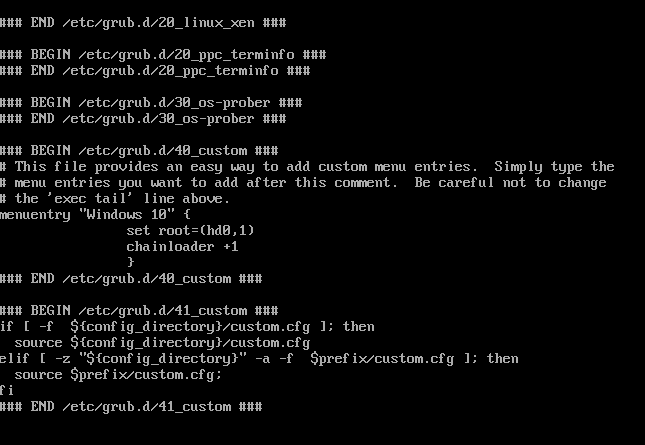 ### END /etc/grub.d/20_linux_xen ###

### BEGIN /etc/grub.d/20_ppc_terminfo ###
### END /etc/grub.d/20_ppc_terminfo ###

### BEGIN /etc/grub.d/30_os-prober ###
### END /etc/grub.d/30_os-prober ###

### BEGIN /etc/grub.d/40_custom ###
# This file provides an easy way to add custom menu entries.  Simply type the
# menu entries you want to add after this comment.  Be careful not to change
# the 'exec tail' line above.
menuentry "Windows 10" {
                set root=(hd0,1)
                chainloader +1
                }
### END /etc/grub.d/40_custom ###

### BEGIN /etc/grub.d/41_custom ###
if [ -f  ${config_directory}/custom.cfg ]; then
  source ${config_directory}/custom.cfg
elif [ -z "${config_directory}" -a -f  $prefix/custom.cfg ]; then
  source $prefix/custom.cfg;
fi
### END /etc/grub.d/41_custom ###